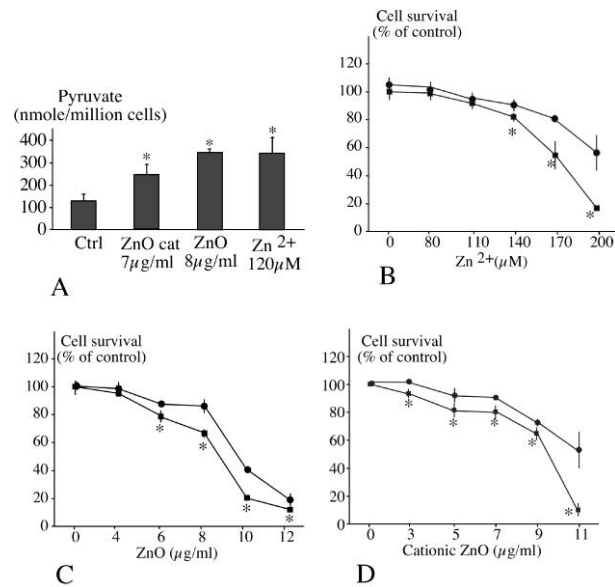 Pyruvate
(nmole/million cells)
400
300
200
100
0
*
*
*
Ctrl
ZnO cat
7µg/ml
ZnO
8µg/ml
Zn 2+
120µM
A
Cell survival
(% of control)
120
100
80
60
40
20
0
*
*
*
0 80 110 140 170 200
Zn 2+(µM)
B
Cell survival
(% of control)
120
100
80
60
40
20
0
*
*
*
*
0 4 6 8 10 12
ZnO (µg/ml)
C
Cell survival
(% of control)
120
100
80
60
40
20
0
*
*
*
*
*
0 3 5 7 9 11
Cationic ZnO (µg/ml)
D